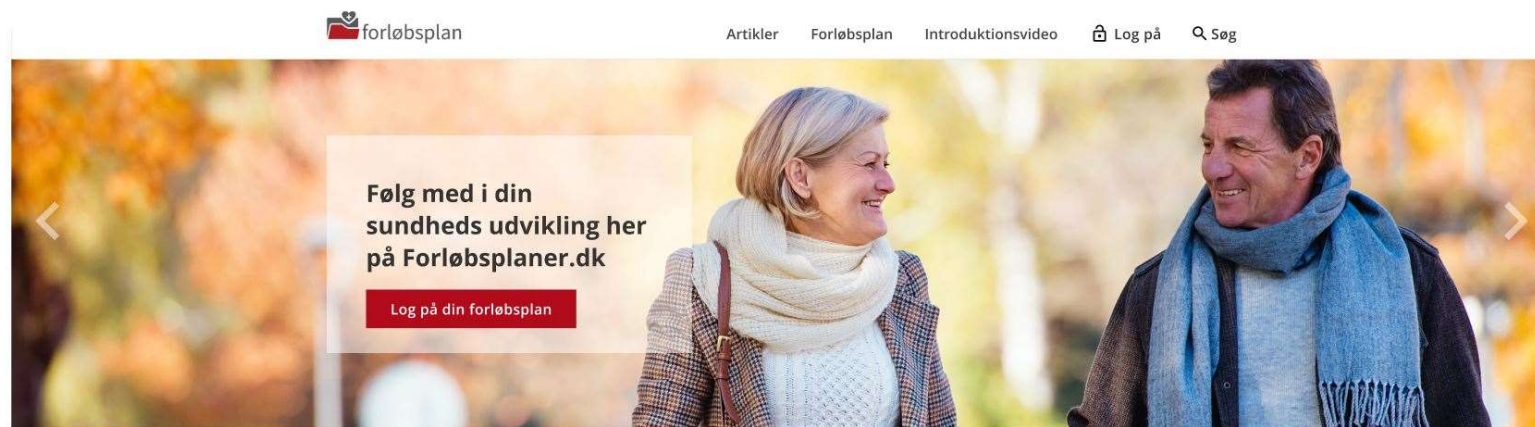 forløbsplan
Artikler Forløbsplan Introduktionsvideo Log på Søg
Følg med i din
sundheds udvikling her
på Forløbsplaner.dk
Log på din forløbsplan